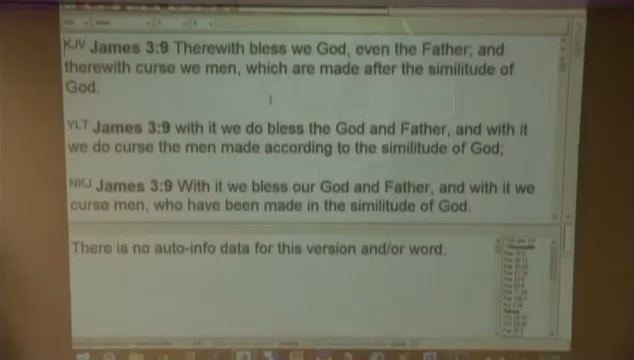 KJV James 3:9 Therewith bless we God, even the Father; and
therewith curse we men, which are made after the similitude of
God.
YLT James 3:9 with it we do bless the God and Father, and with it
we do curse the men made according to the similitude of God;
NKJ James 3:9 With it we bless our God and Father, and with it we
curse men, who have been made in the similitude of God.
There is no auto-info data for this version and/or word.